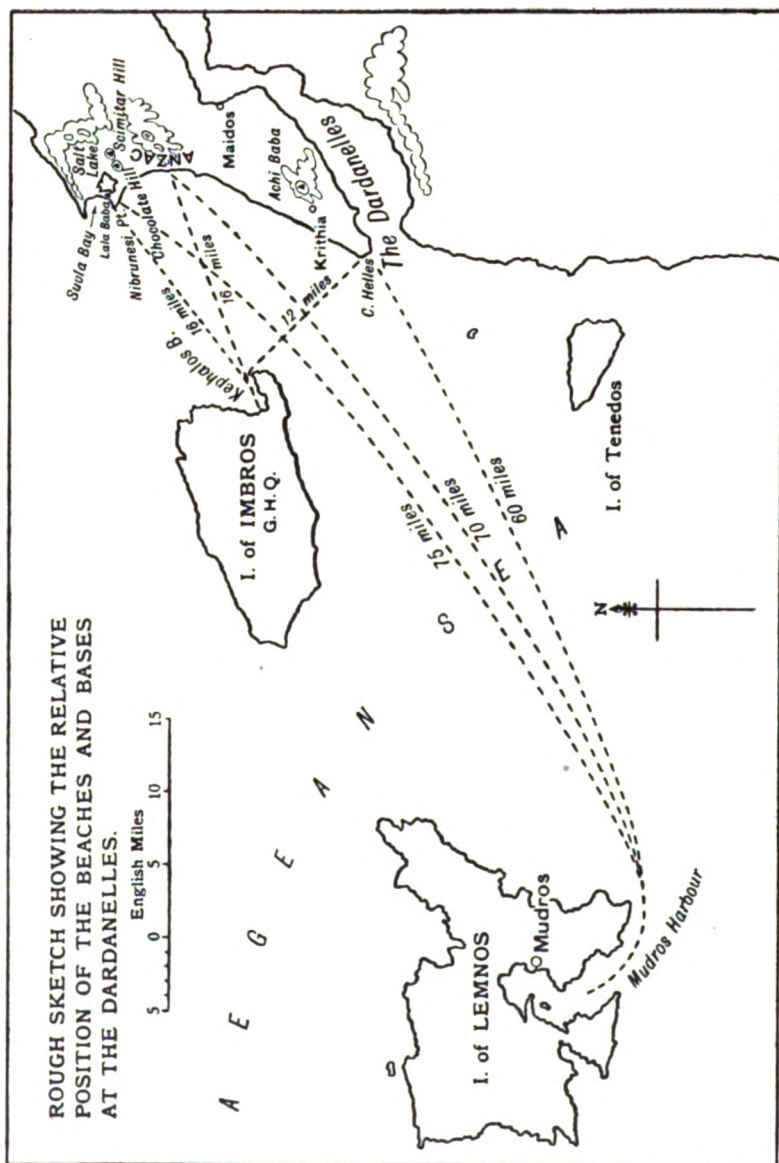 ROUGH SKETCH SHOWING THE RELATIVE
POSITION OF THE BEACHES AND BASES
AT THE DARDANELLES.
English Miles
5 0 5 10 15
AEGEAN SEA
I. of LEMNOS
Mudros
Mudros Harbour
I. of IMBROS
G.H.Q.
Kephalos B.
I. of Tenedos
N
75 miles
70 miles
60 miles
16 miles
16 miles
12 miles
Suvla Bay
Lala Baba
Nibrunesi Pt.
Chocolate Hill
Salt Lake
Scimitar Hill
ANZAC
Maidos
Achi Baba
Krithia
C. Helles
The Dardanelles